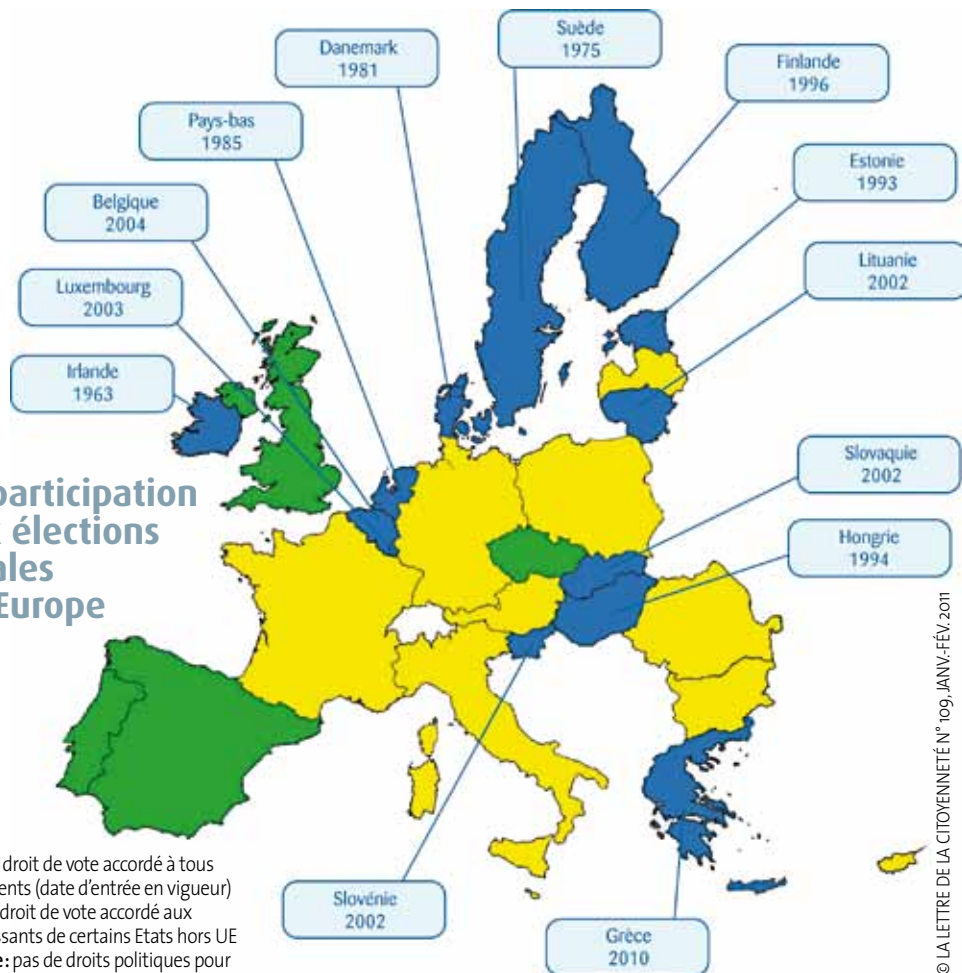 Suède
1975
Danemark
1981
Finlande
1996
Pays-bas
1985
Estonie
1993
Belgique
2004
Lituanie
2002
Luxembourg
2003
Irlande
1963
Slovaquie
2002
participation
élections
ales
Europe
Hongrie
1994
droit de vote accordé à tous
ents (date d'entrée en vigueur)
droit de vote accordé aux
issants de certains Etats hors UE
e : pas de droits politiques pour
Slovénie
2002
Grèce
2010
© LA LETTRE DE LA CITOYENNETÉ N° 109, JANV.-FÉV. 2011